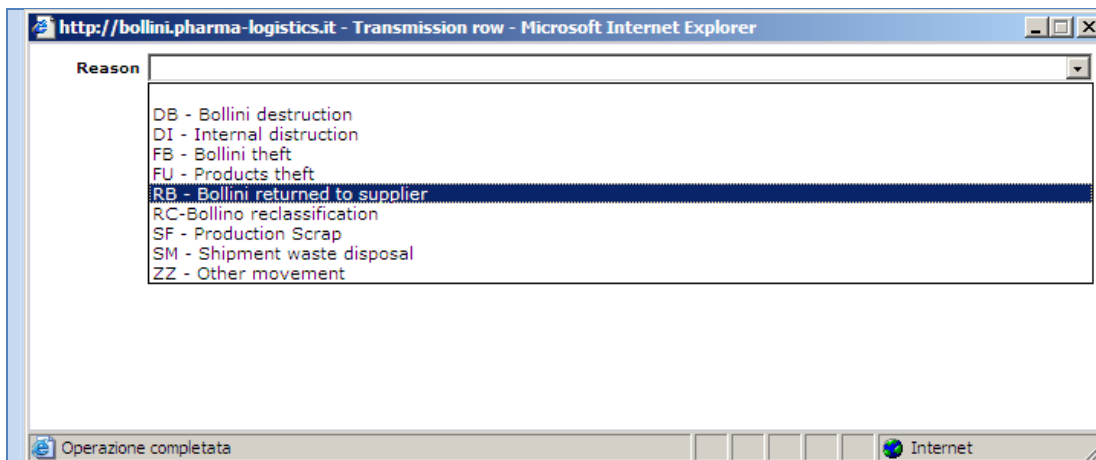 http://bollini.pharma-logistics.it - Transmission row - Microsoft Internet Explorer
Reason
DB - Bollini destruction
DI - Internal distruction
FB - Bollini theft
FU - Products theft
RB - Bollini returned to supplier
RC-Bollino reclassification
SF - Production Scrap
SM - Shipment waste disposal
ZZ - Other movement
Operazione completata Internet